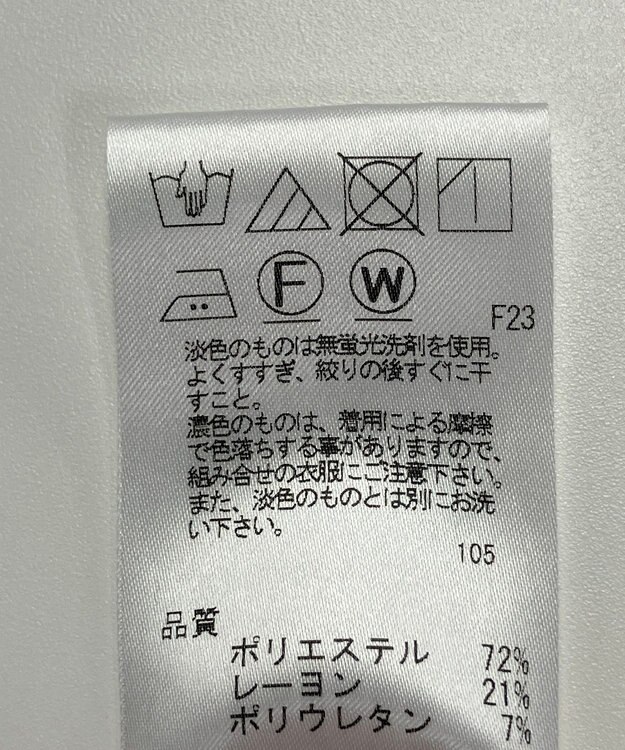 F W
F23
淡色のものは無蛍光洗剤を使用。
よくすすぎ、絞りの後すぐに干
すこと。
濃色のものは、着用による摩擦
で色落ちする事がありますので、
組み合せの衣服にご注意下さい。
また、淡色のものとは別にお洗
い下さい。
105
品質
ポリエステル 72%
レーヨン 21%
ポリウレタン 7%